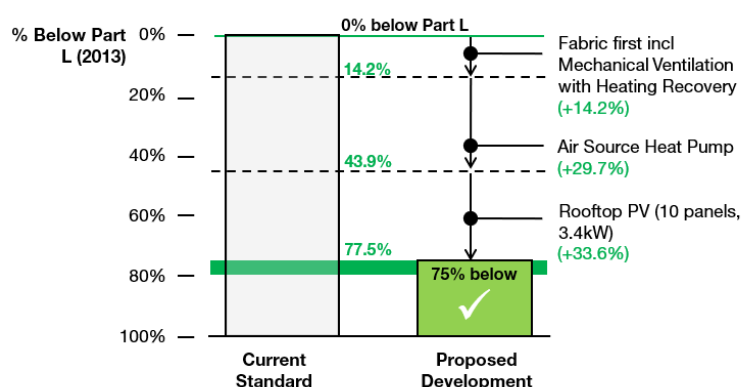 % Below Part
L (2013)
0%
20%
40%
60%
80%
100%
0% below Part L
14.2%
43.9%
77.5%
75% below
Fabric first incl
Mechanical Ventilation
with Heating Recovery
(+14.2%)
Air Source Heat Pump
(+29.7%)
Rooftop PV (10 panels,
3.4kW)
(+33.6%)
Current
Standard
Proposed
Development